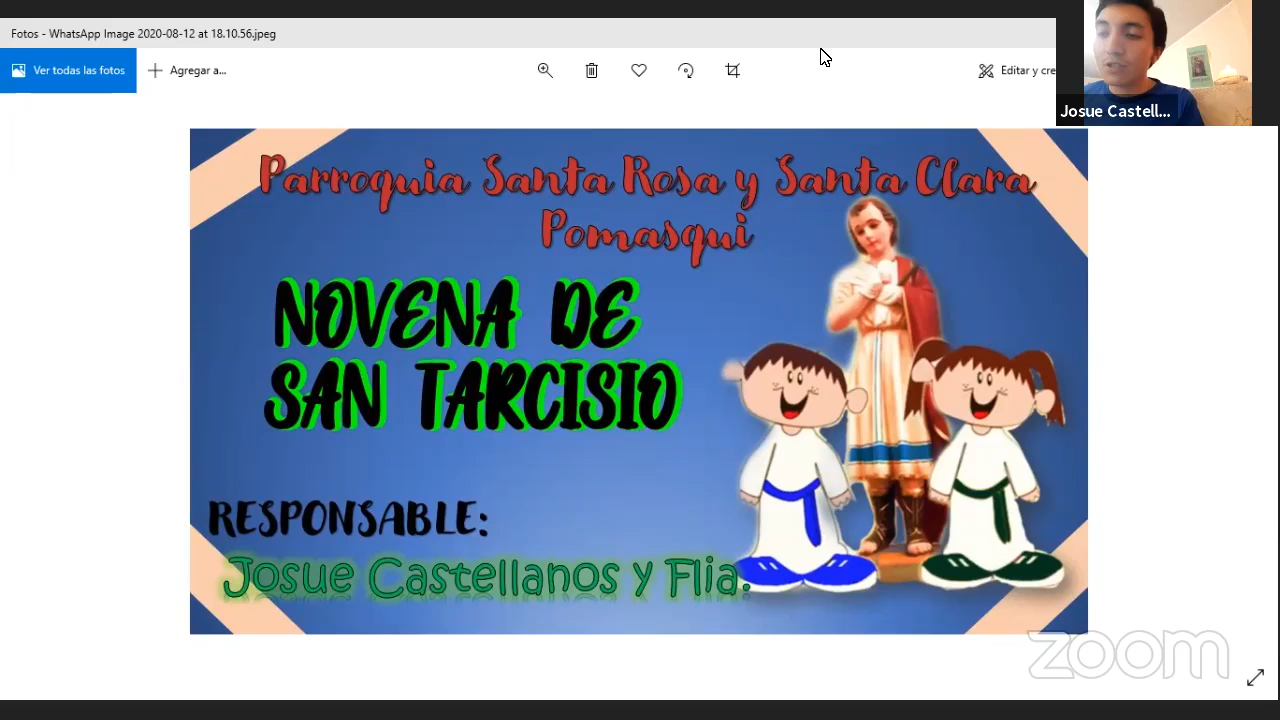 Fotos - WhatsApp Image 2020-08-12 at 18.10.56.jpeg
Ver todas las fotos
Agregar a...
Editar y cre
Josue Castell...
Parroquia Santa Rosa y Santa Clara
Pomasqui
NOVENA DE
SAN TARCISIO
RESPONSABLE:
Josue Castellanos y Flia.
zoom